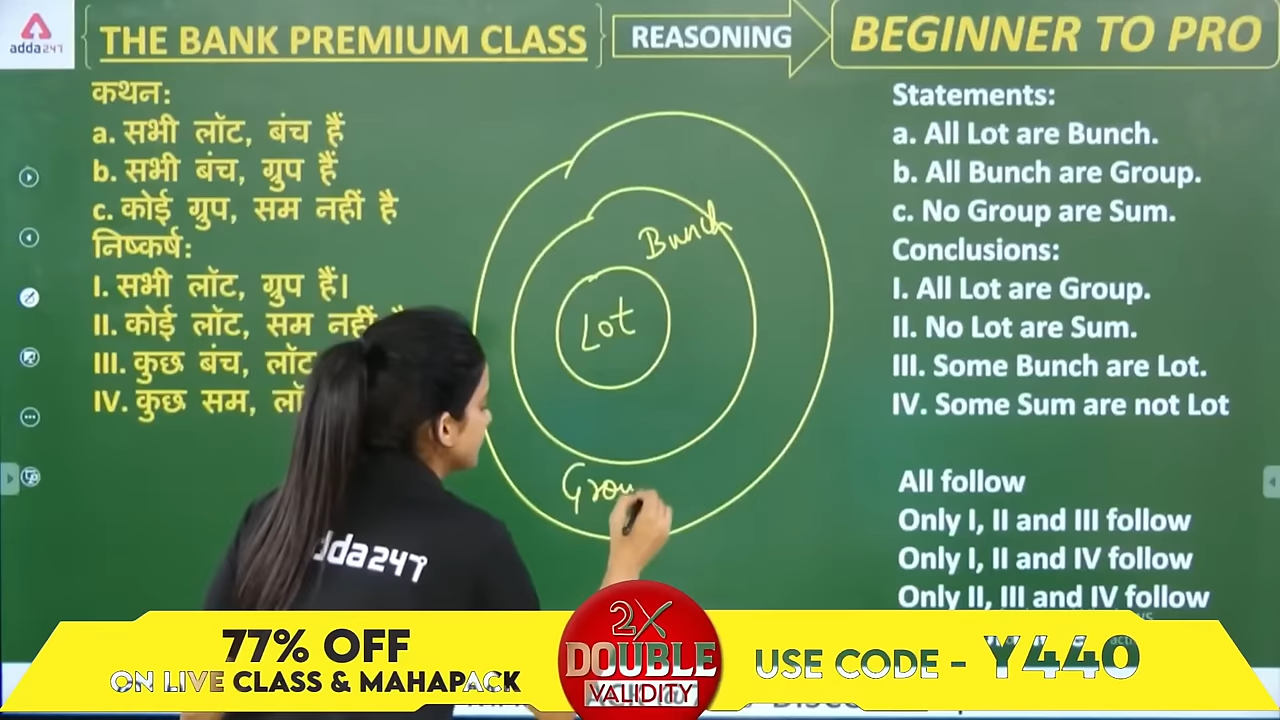 adda247
THE BANK PREMIUM CLASS
REASONING
BEGINNER TO PRO
कथन:
a. सभी लॉट, बंच हैं
b. सभी बंच, ग्रुप हैं
c. कोई ग्रुप, सम नहीं है
निष्कर्ष:
I. सभी लॉट, ग्रुप हैं।
II. कोई लॉट, सम नहीं
III. कुछ बंच, लॉट
IV. कुछ सम,
Bunch
Lot
Grou
Statements:
a. All Lot are Bunch.
b. All Bunch are Group.
c. No Group are Sum.
Conclusions:
I. All Lot are Group.
II. No Lot are Sum.
III. Some Bunch are Lot.
IV. Some Sum are not Lot
All follow
Only I, II and III follow
Only I, II and IV follow
Only II, III and IV follow
adda247
77% OFF
ON LIVE CLASS & MAHAPACK
2X
DOUBLE
VALIDITY
USE CODE - Y440